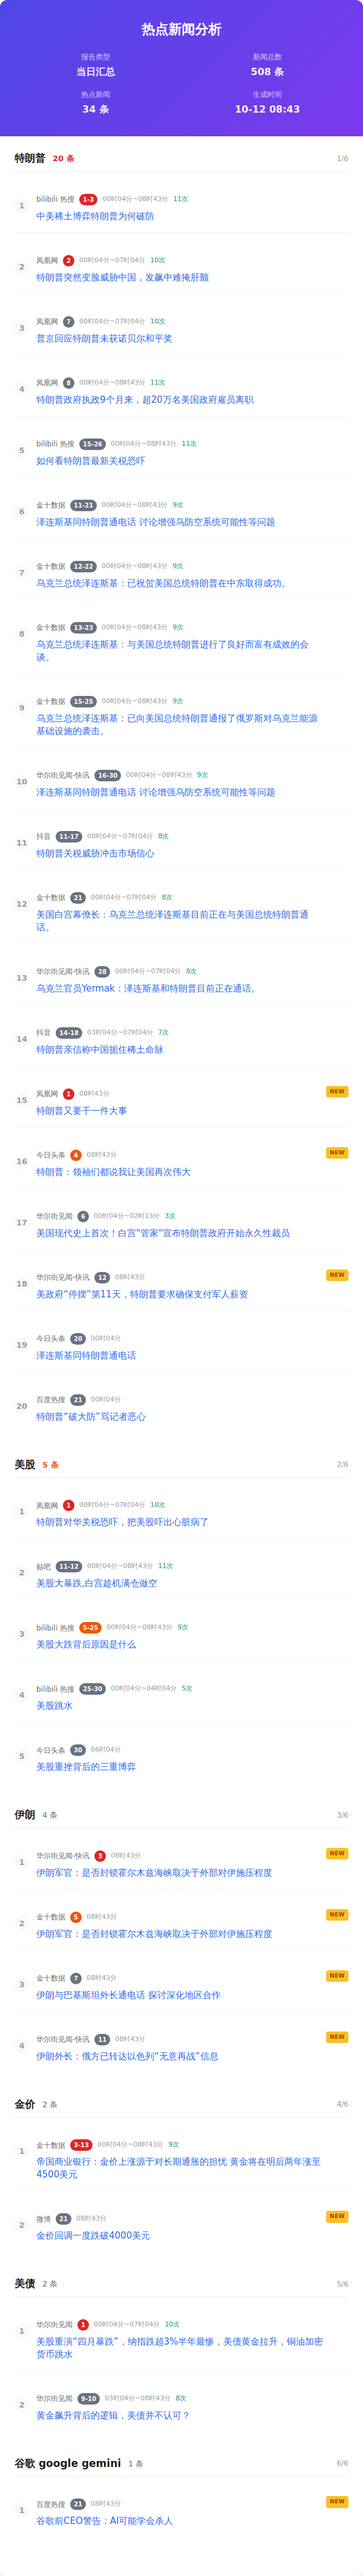 热点新闻分析
报告类型
当日汇总
新闻总数
508 条
热点新闻
34 条
生成时间
10-12 08:43
特朗普 20 条 1/6
1
bilibili 热搜 1-3 00时04分~08时43分 11次
中美稀土博弈特朗普为何破防
2
凤凰网 2 00时04分~07时04分 10次
特朗普突然变脸威胁中国，发飙中难掩肝颤
3
凤凰网 7 00时04分~07时04分 10次
普京回应特朗普未获诺贝尔和平奖
4
凤凰网 8 00时04分~08时43分 11次
特朗普政府执政9个月来，超20万名美国政府雇员离职
5
bilibili 热搜 15-26 00时04分~08时43分 11次
如何看特朗普最新关税恐吓
6
金十数据 11-21 00时04分~08时43分 9次
泽连斯基同特朗普通电话 讨论增强乌防空系统可能性等问题
7
金十数据 12-22 00时04分~08时43分 9次
乌克兰总统泽连斯基：已祝贺美国总统特朗普在中东取得成功。
8
金十数据 13-23 00时04分~08时43分 9次
乌克兰总统泽连斯基：与美国总统特朗普进行了良好而富有成效的会
谈。
9
金十数据 15-25 00时04分~08时43分 9次
乌克兰总统泽连斯基：已向美国总统特朗普通报了俄罗斯对乌克兰能源
基础设施的袭击。
10
华尔街见闻-快讯 16-30 00时04分~08时43分 9次
泽连斯基同特朗普通电话 讨论增强乌防空系统可能性等问题
11
抖音 11-17 00时04分~07时04分 8次
特朗普关税威胁冲击市场信心
12
金十数据 21 00时04分~07时04分 8次
美国白宫幕僚长：乌克兰总统泽连斯基目前正在与美国总统特朗普通
话。
13
华尔街见闻-快讯 28 00时04分~07时04分 8次
乌克兰官员Yermak：泽连斯基和特朗普目前正在通话。
14
抖音 14-18 03时04分~07时04分 7次
特朗普亲信称中国扼住稀土命脉
15
凤凰网 1 08时43分 NEW
特朗普又要干一件大事
16
今日头条 4 08时43分 NEW
特朗普：领袖们都说我让美国再次伟大
17
华尔街见闻 6 00时04分~02时13分 3次
美国现代史上首次！白宫"管家"宣布特朗普政府开始永久性裁员
18
华尔街见闻-快讯 12 08时43分 NEW
美政府“停摆”第11天，特朗普要求确保支付军人薪资
19
今日头条 20 00时04分
泽连斯基同特朗普通电话
20
百度热搜 21 00时04分
特朗普“破大防”骂记者恶心
美股 5 条 2/6
1
凤凰网 1 00时04分~07时04分 10次
特朗普对华关税恐吓，把美股吓出心脏病了
2
贴吧 11-12 00时04分~08时43分 11次
美股大暴跌,白宫趁机满仓做空
3
bilibili 热搜 5-25 00时04分~08时43分 9次
美股大跌背后原因是什么
4
bilibili 热搜 25-30 00时04分~04时04分 5次
美股跳水
5
今日头条 30 06时04分
美股重挫背后的三重博弈
伊朗 4 条 3/6
1
华尔街见闻-快讯 3 08时43分 NEW
伊朗军官：是否封锁霍尔木兹海峡取决于外部对伊施压程度
2
金十数据 5 08时43分 NEW
伊朗军官：是否封锁霍尔木兹海峡取决于外部对伊施压程度
3
金十数据 7 08时43分 NEW
伊朗与巴基斯坦外长通电话 探讨深化地区合作
4
华尔街见闻-快讯 11 08时43分 NEW
伊朗外长：俄方已转达以色列“无意再战”信息
金价 2 条 4/6
1
金十数据 3-13 00时04分~08时43分 9次
帝国商业银行：金价上涨源于对长期通胀的担忧 黄金将在明后两年涨至
4500美元
2
微博 21 08时43分 NEW
金价回调一度跌破4000美元
美债 2 条 5/6
1
华尔街见闻 1 00时04分~07时04分 10次
美股重演“四月暴跌”，纳指跌超3%半年最惨，美债黄金拉升，铜油加密
货币跳水
2
华尔街见闻 9-10 03时04分~08时43分 8次
黄金飙升背后的逻辑，美债并不认可？
谷歌 google gemini 1 条 6/6
1
百度热搜 21 08时43分 NEW
谷歌前CEO警告：AI可能学会杀人